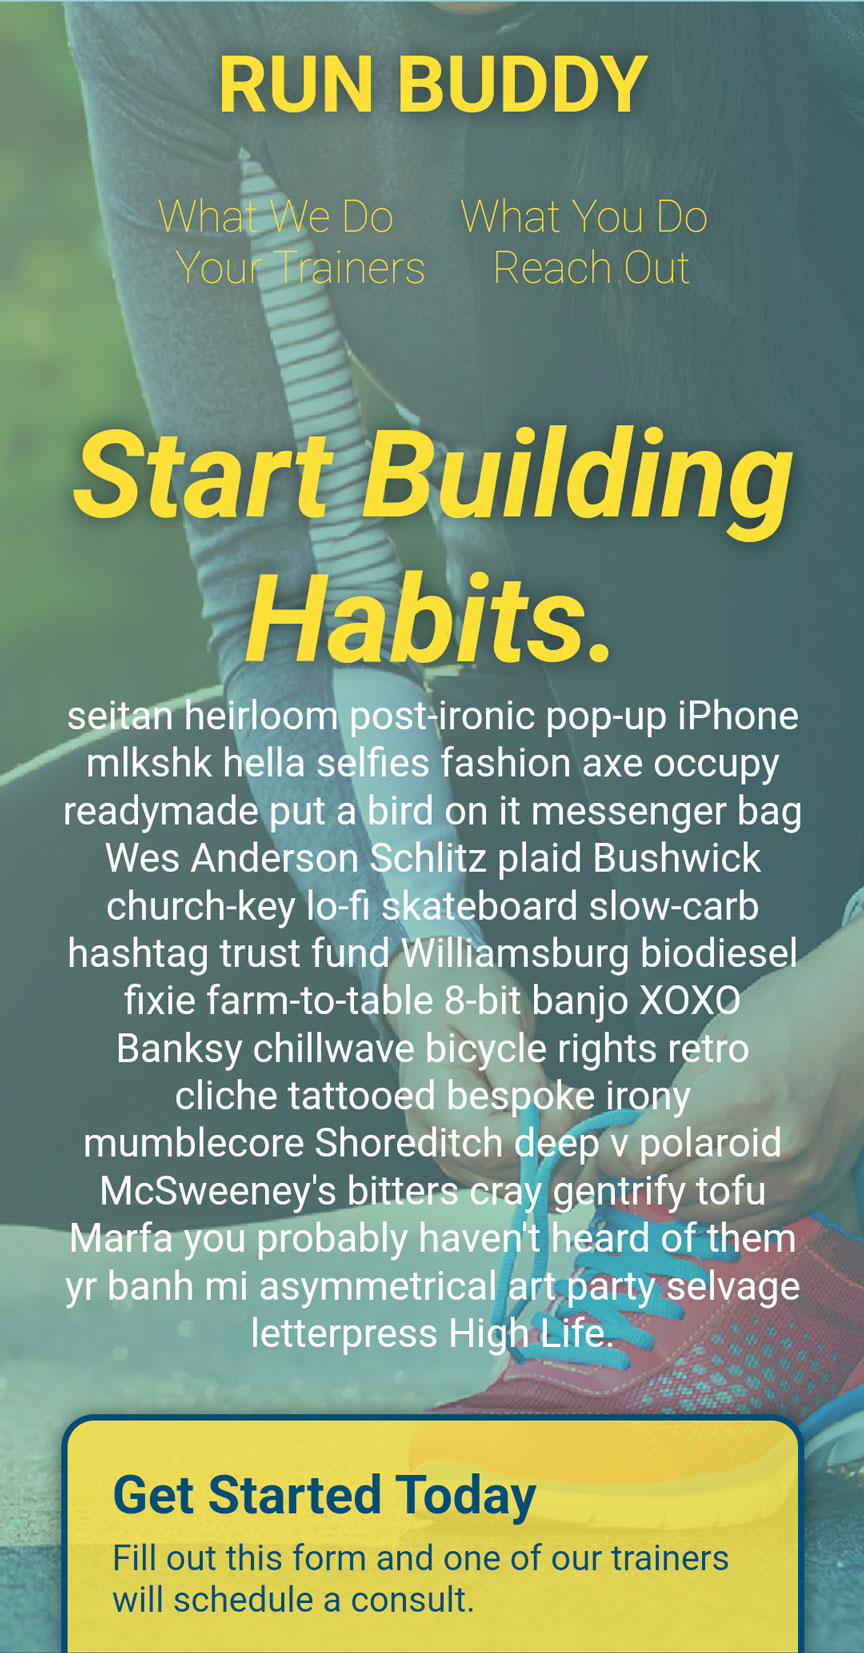 RUN BUDDY
What We Do What You Do
Your Trainers Reach Out
Start Building
Habits.
seitan heirloom post-ironic pop-up iPhone
mlkshk hella selfies fashion axe occupy
readymade put a bird on it messenger bag
Wes Anderson Schlitz plaid Bushwick
church-key lo-fi skateboard slow-carb
hashtag trust fund Williamsburg biodiesel
fixie farm-to-table 8-bit banjo XOXO
Banksy chillwave bicycle rights retro
cliche tattooed bespoke irony
mumblecore Shoreditch deep v polaroid
McSweeney's bitters cray gentrify tofu
Marfa you probably haven't heard of them
yr banh mi asymmetrical art party selvage
letterpress High Life.
Get Started Today
Fill out this form and one of our trainers
will schedule a consult.